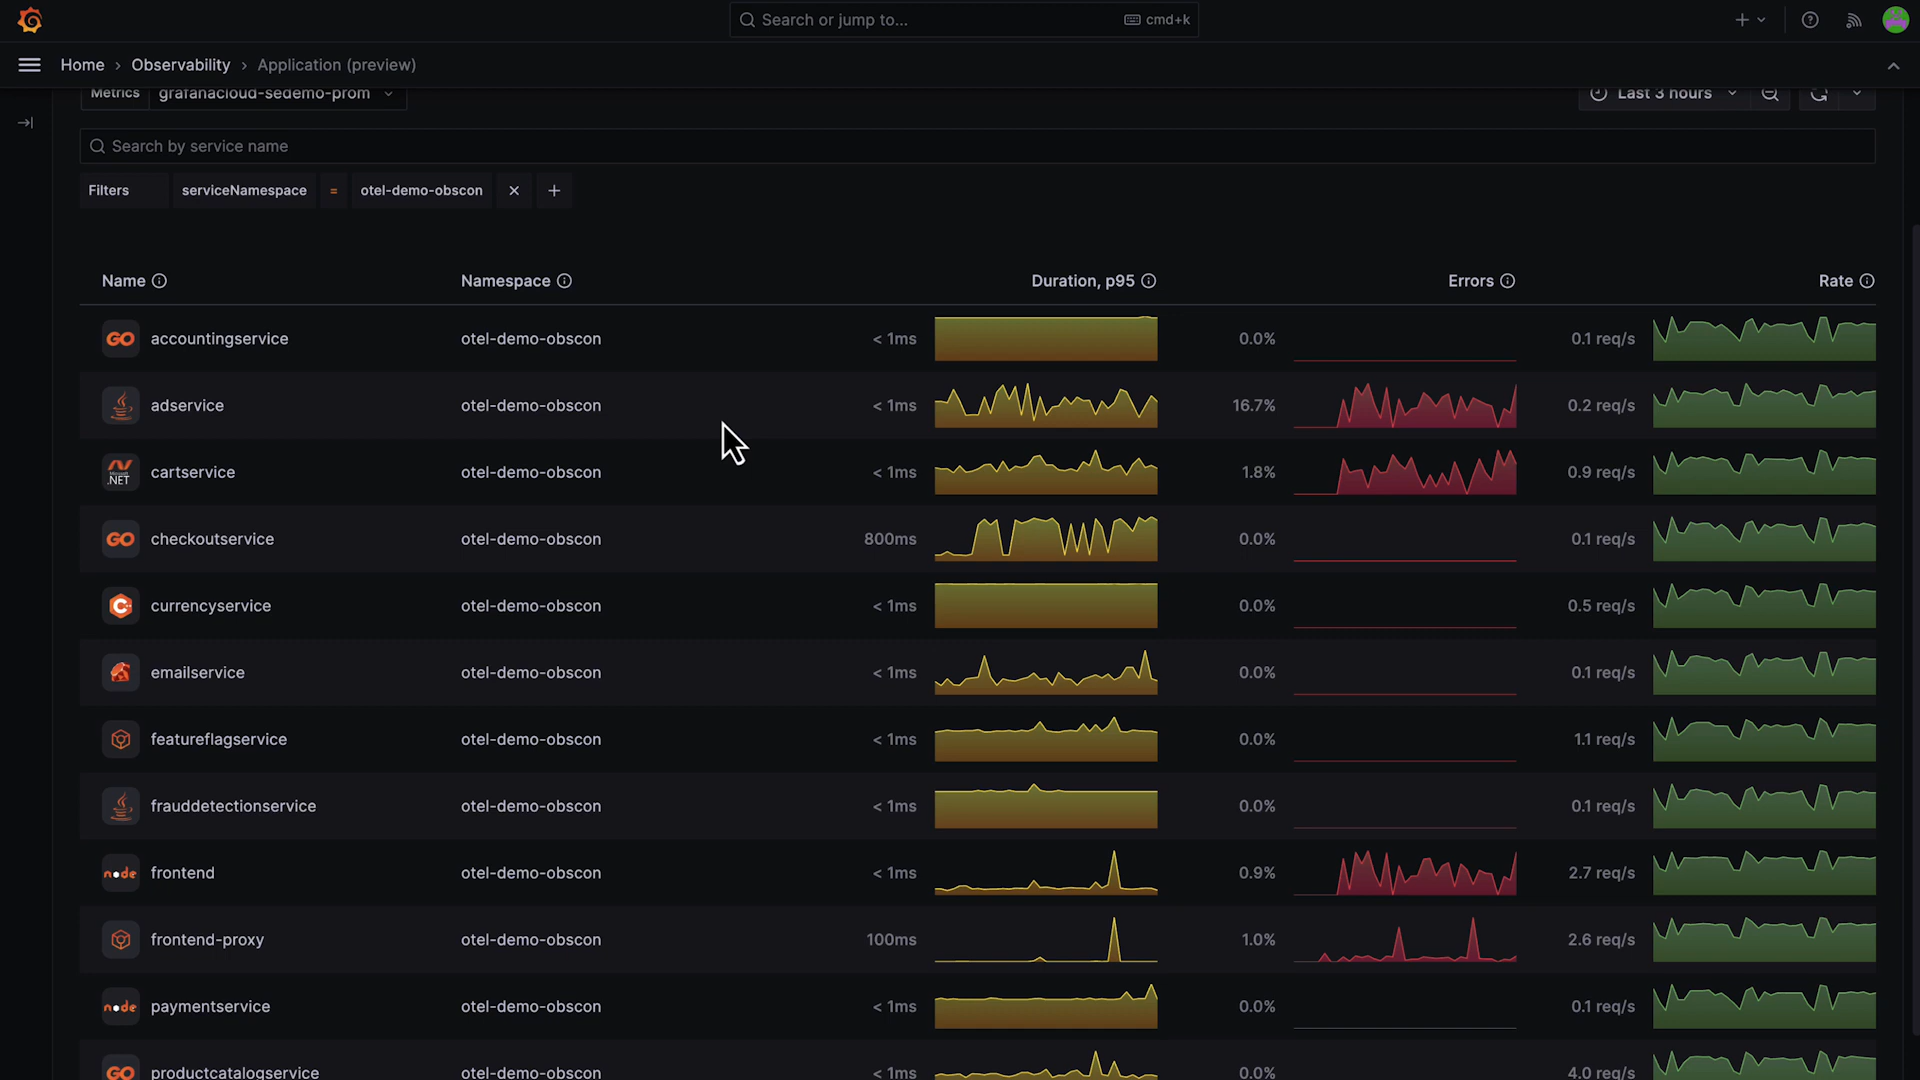 Search or jump to... cmd+k
Home › Observability › Application (preview)
Metrics grafanacloud-sedemo-prom Last 3 hours
Search by service name
Filters serviceNamespace = otel-demo-obscon
Name Namespace Duration, p95 Errors Rate
GO accountingservice otel-demo-obscon < 1ms 0.0% 0.1 req/s
adservice otel-demo-obscon < 1ms 16.7% 0.2 req/s
Microsoft .NET cartservice otel-demo-obscon < 1ms 1.8% 0.9 req/s
GO checkoutservice otel-demo-obscon 800ms 0.0% 0.1 req/s
C currencyservice otel-demo-obscon < 1ms 0.0% 0.5 req/s
emailservice otel-demo-obscon < 1ms 0.0% 0.1 req/s
featureflagservice otel-demo-obscon < 1ms 0.0% 1.1 req/s
frauddetectionservice otel-demo-obscon < 1ms 0.0% 0.1 req/s
node frontend otel-demo-obscon < 1ms 0.9% 2.7 req/s
frontend-proxy otel-demo-obscon 100ms 1.0% 2.6 req/s
node paymentservice otel-demo-obscon < 1ms 0.0% 0.1 req/s
GO productcatalogservice otel-demo-obscon < 1ms 0.0% 4.0 req/s